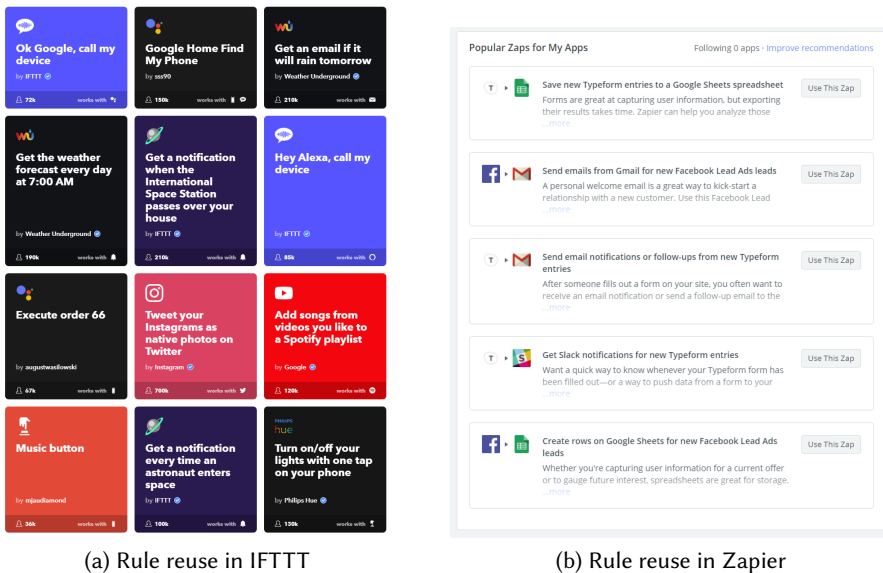 Ok Google, call my
device
by IFTTT
72k works with
Google Home Find
My Phone
by sss90
150k works with
Get an email if it
will rain tomorrow
by Weather Underground
210k works with
Get the weather
forecast every day
at 7:00 AM
by Weather Underground
190k works with
Get a notification
when the
International
Space Station
passes over your
house
by IFTTT
210k works with
Hey Alexa, call my
device
by IFTTT
85k works with
Execute order 66
by augustwasilowski
67k works with
Tweet your
Instagrams as
native photos on
Twitter
by Instagram
700k works with
Add songs from
videos you like to
a Spotify playlist
by Google
120k works with
Music button
by mjaudiamond
36k works with
Get a notification
every time an
astronaut enters
space
by IFTTT
100k works with
PHILIPS
hue
Turn on/off your
lights with one tap
on your phone
by Philips Hue
130k works with
(a) Rule reuse in IFTTT
Popular Zaps for My Apps Following 0 apps · Improve recommendations
T Save new Typeform entries to a Google Sheets spreadsheet Use This Zap
Forms are great at capturing user information, but exporting
their results takes time. Zapier can help you analyze those
...more
Send emails from Gmail for new Facebook Lead Ads leads Use This Zap
A personal welcome email is a great way to kick-start a
relationship with a new customer. Use this Facebook Lead
...more
T Send email notifications or follow-ups from new Typeform Use This Zap
entries
After someone fills out a form on your site, you often want to
receive an email notification or send a follow-up email to the
...more
T Get Slack notifications for new Typeform entries Use This Zap
Want a quick way to know whenever your Typeform form has
been filled out—or a way to push data from a form to your
...more
Create rows on Google Sheets for new Facebook Lead Ads Use This Zap
leads
Whether you're capturing user information for a current offer
or to gauge future interest, spreadsheets are great for storage.
...more
(b) Rule reuse in Zapier